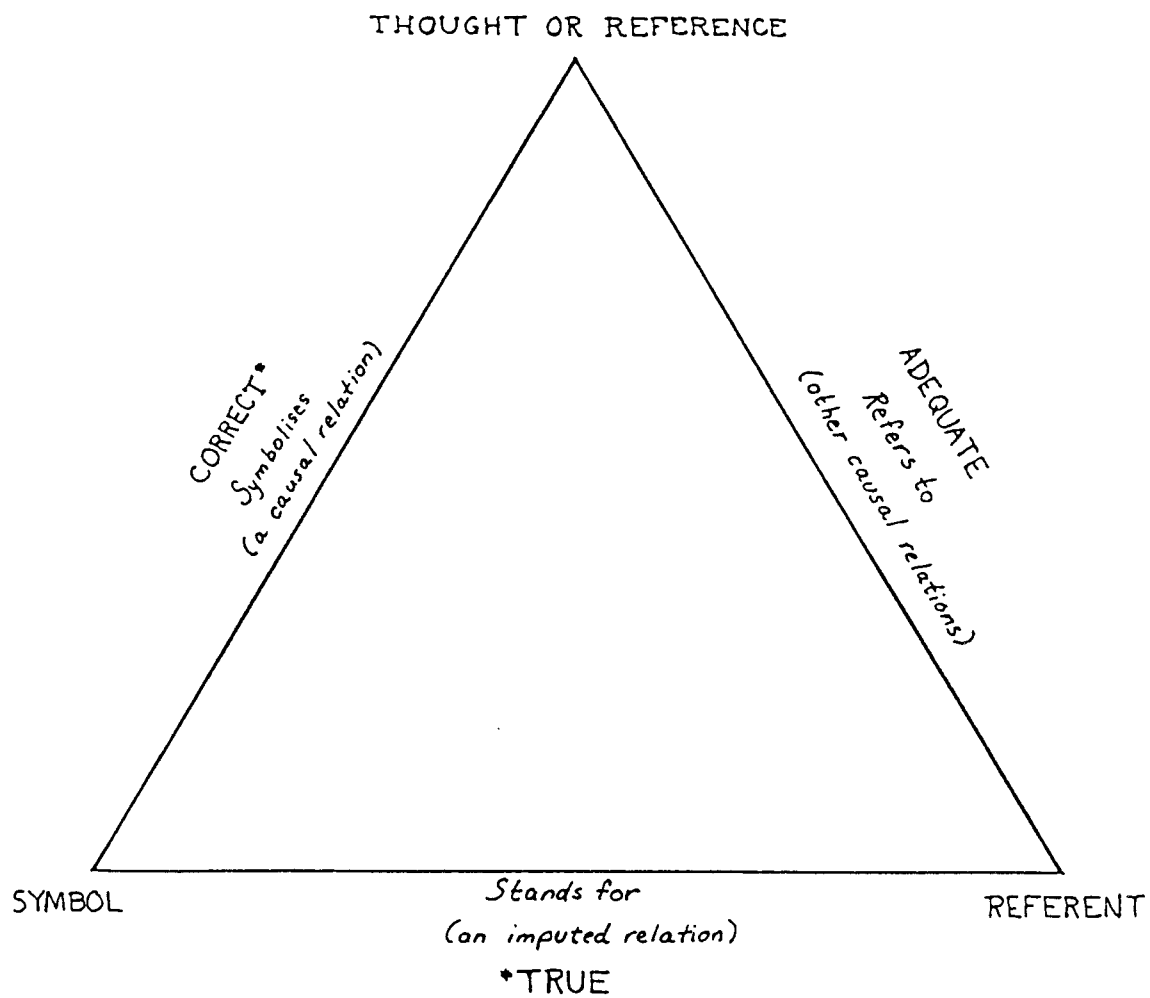 THOUGHT OR REFERENCE
CORRECT*
Symbolises
(a causal relation)
ADEQUATE
Refers to
(other causal relations)
SYMBOL
Stands for
(an imputed relation)
*TRUE
REFERENT